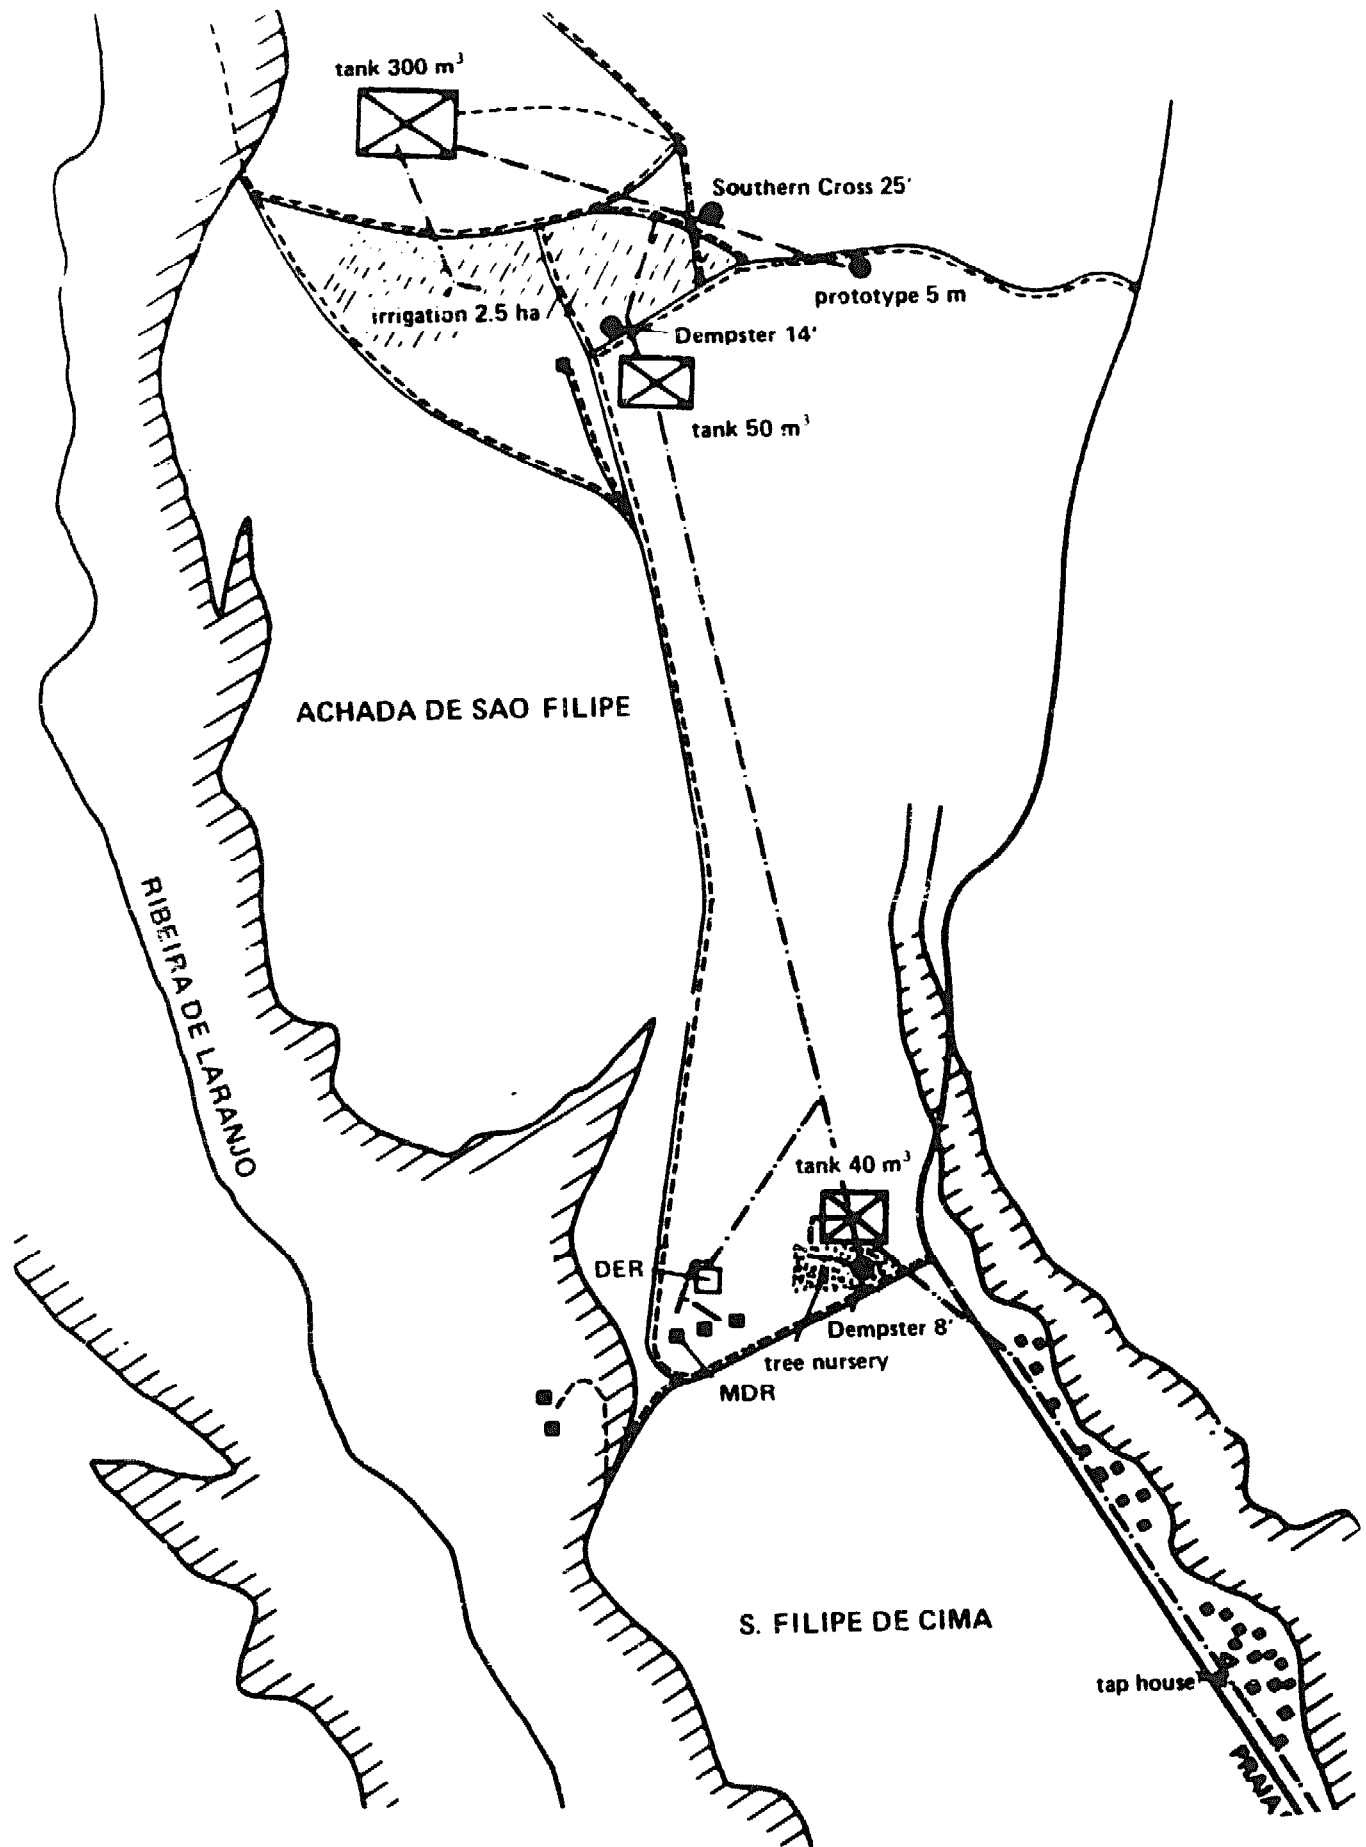 tank 300 m³
Southern Cross 25'
prototype 5 m
irrigation 2.5 ha
Dempster 14'
tank 50 m³
ACHADA DE SAO FILIPE
RIBEIRA DE LARANJO
tank 40 m³
DER
Dempster 8'
tree nursery
MDR
S. FILIPE DE CIMA
tap house
PRAIA